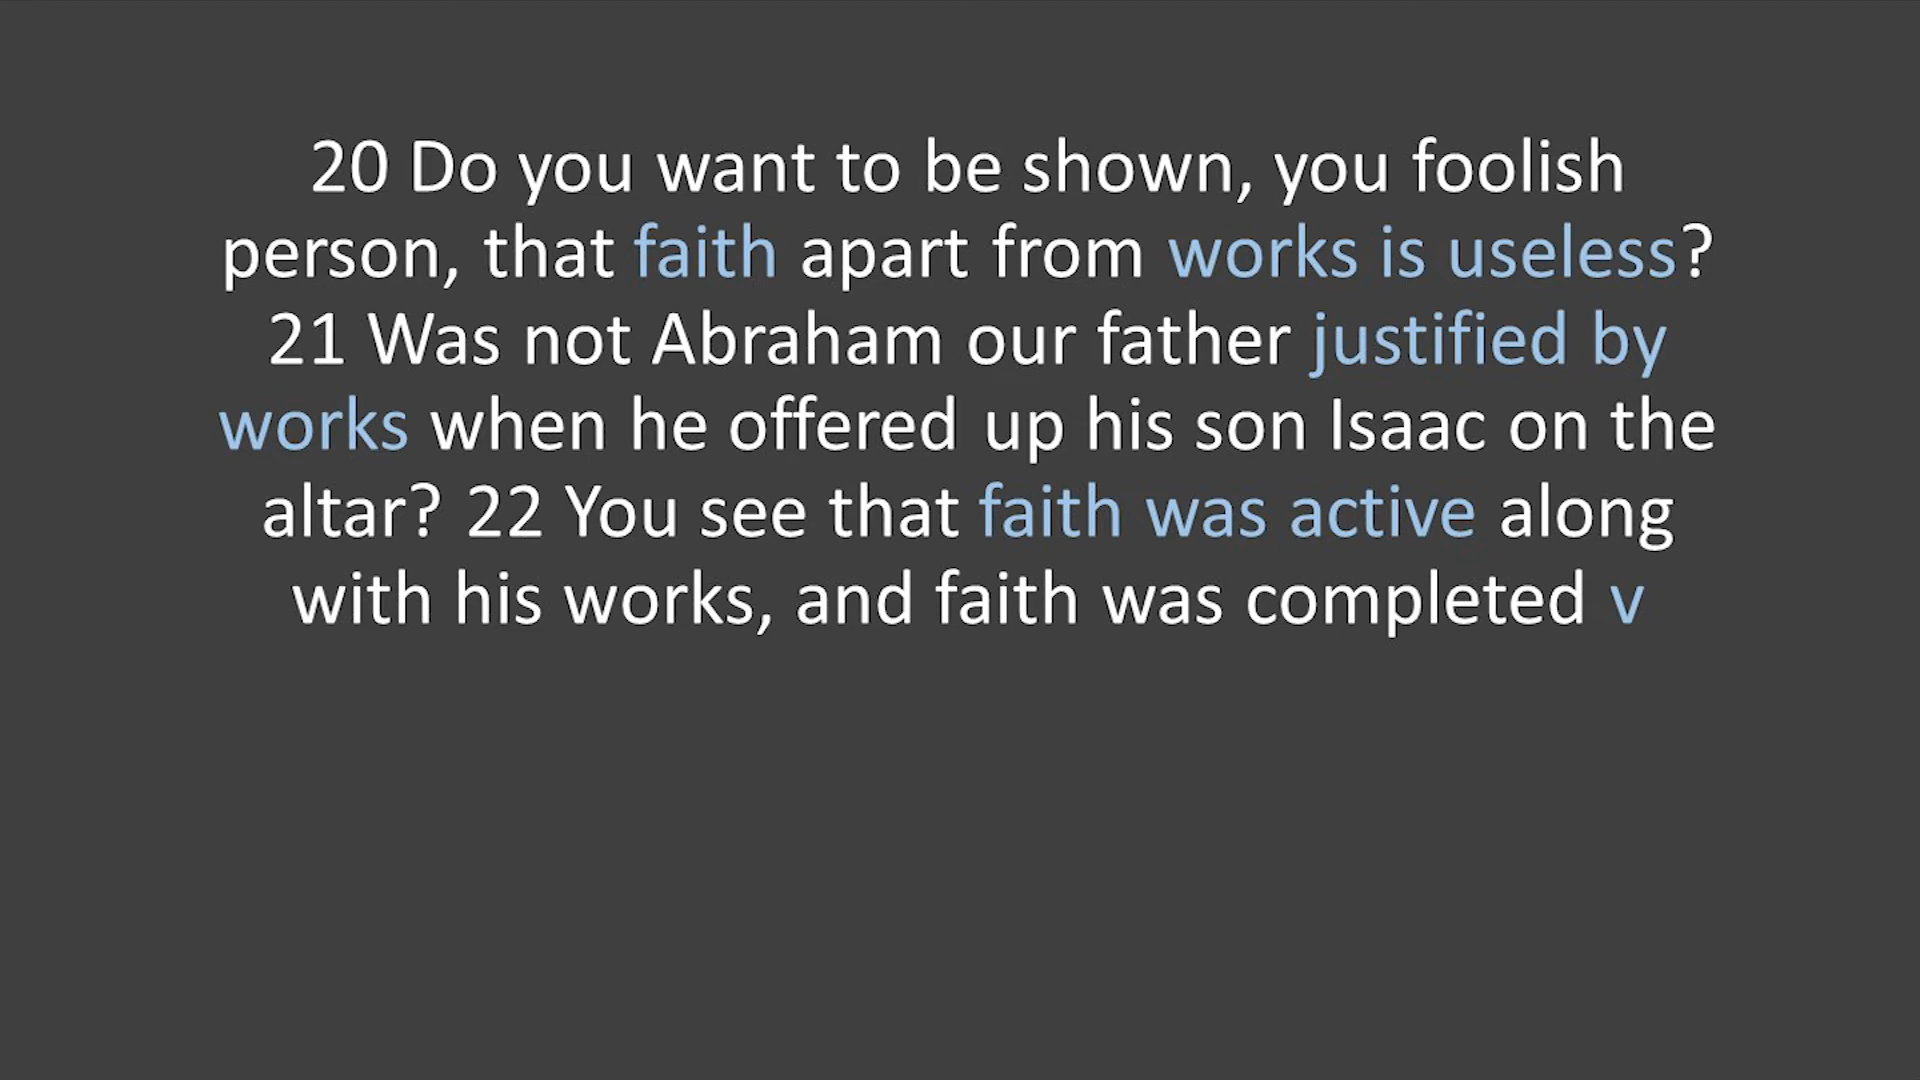 20 Do you want to be shown, you foolish
person, that faith apart from works is useless?
21 Was not Abraham our father justified by
works when he offered up his son Isaac on the
altar? 22 You see that faith was active along
with his works, and faith was completed v